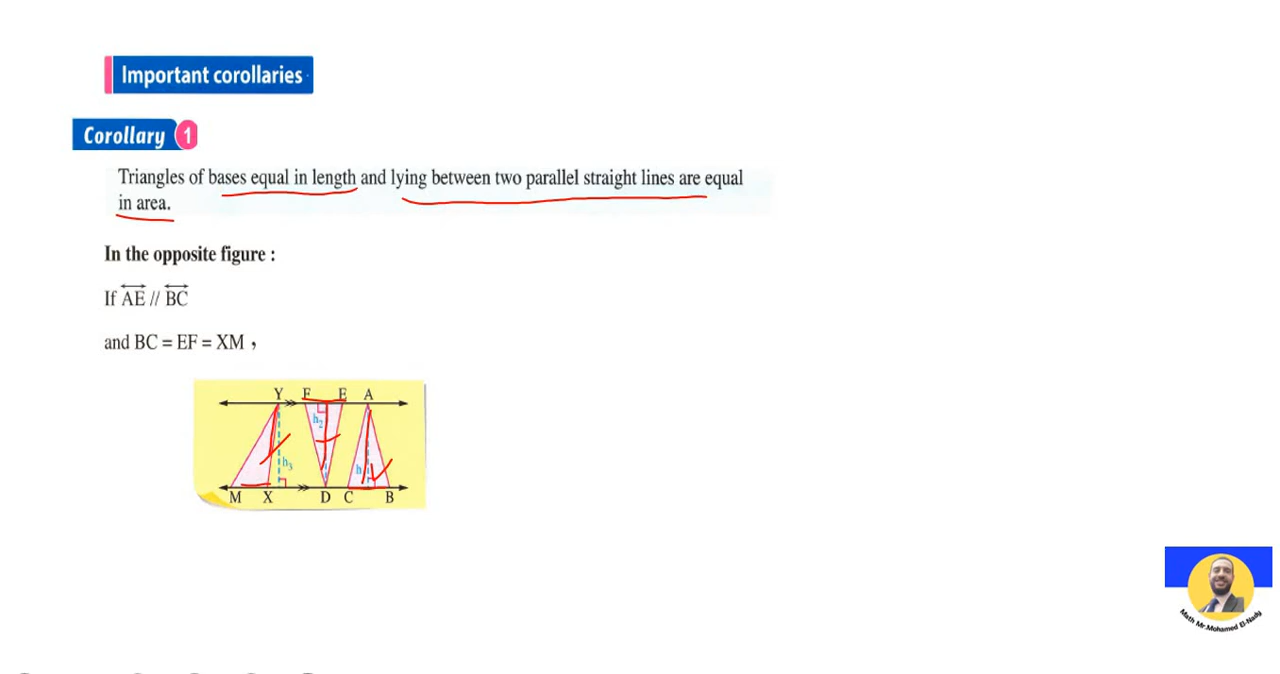 Important corollaries
Corollary 1
Triangles of bases equal in length and lying between two parallel straight lines are equal
in area.
In the opposite figure :
If AE // BC
and BC = EF = XM ,
Y F E A
h2
h3
h
M X D C B
Math Mr.Mohamed El-Nady